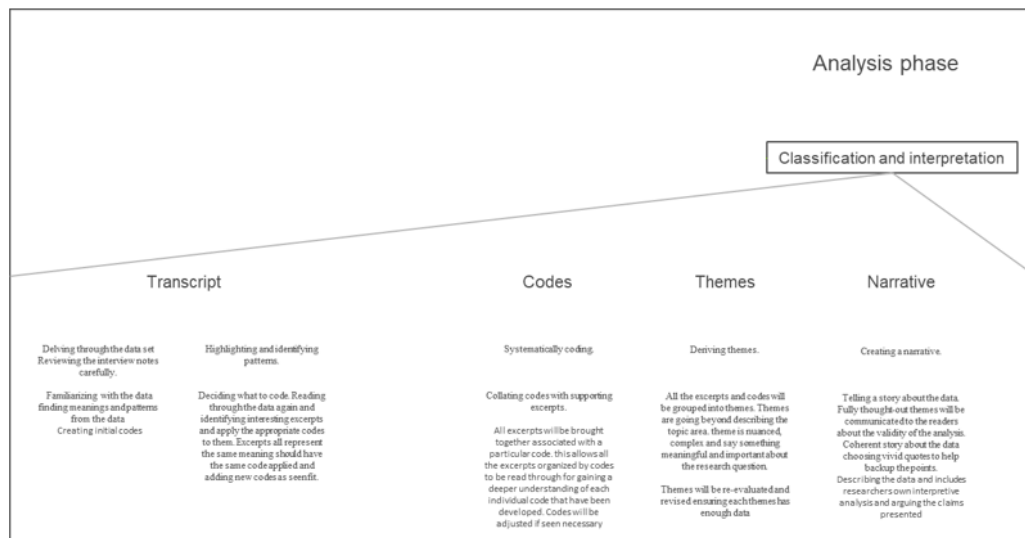 Analysis phase
Classification and interpretation
Transcript
Codes
Themes
Narrative
Delving through the data set
Reviewing the interview notes
carefully.
Familiarizing with the data
finding meanings and patterns
from the data
Creating initial codes
Highlighting and identifying
patterns.
Deciding what to code. Reading
through the data again and
identifying interesting excerpts
and apply the appropriate codes
to them. Excerpts all represent
the same meaning should have
the same code applied and
adding new codes as seenfit.
Systematically coding.
Collating codes with supporting
excerpts.
All excerpts will be brought
together associated with a
particular code. this allows all
the excerpts organized by codes
to be read through for gaining a
deeper understanding of each
individual code that have been
developed. Codes will be
adjusted if seen necessary
Deriving themes.
All the excerpts and codes will
be grouped into themes. Themes
are going beyond describing the
topic area. theme is nuanced,
complex and say something
meaningful and important about
the research question.
Themes will be re-evaluated and
revised ensuring each themes has
enough data
Creating a narrative.
Telling a story about the data.
Fully thought-out themes will be
communicated to the readers
about the validity of the analysis.
Coherent story about the data
choosing vivid quotes to help
backup the points.
Describing the data and includes
researchers own interpretive
analysis and arguing the claims
presented